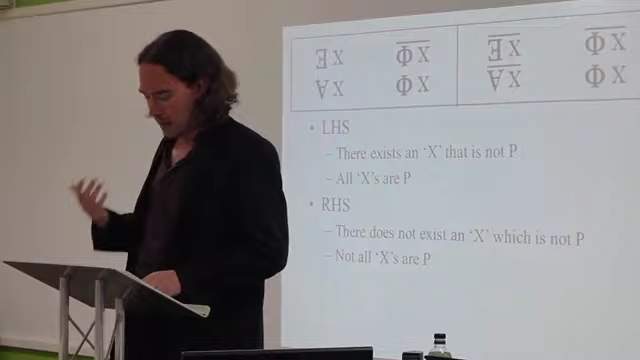 ∃x   Φ̅x̅   ∃̅x̅   Φ̅x̅
∀x   Φx   ∀̅x̅   Φx
• LHS
– There exists an ‘X’ that is not P
– All ‘X’s are P
• RHS
– There does not exist an ‘X’ which is not P
– Not all ‘X’s are P